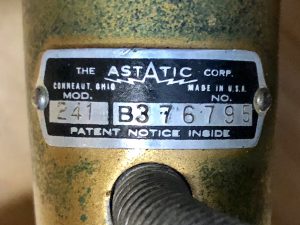 THE ASTATIC CORP.
CONNEAUT, OHIO MADE IN U.S.A.
MOD. NO.
241 B376795
PATENT NOTICE INSIDE